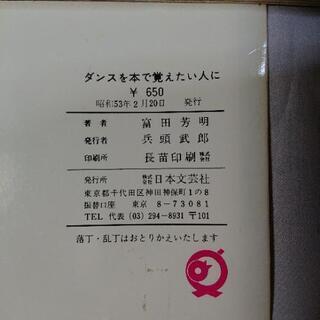 ダンスを本で覚えたい人に
¥ 650
昭和53年2月20日 発行
著者 富田芳明
発行者 兵頭武郎
印刷所 長苗印刷株式会社
発行所 株式会社日本文芸社
東京都千代田区神田神保町1の8
振替口座 東京 8-73081
TEL 代表 (03) 294-8931 〒101
落丁・乱丁はおとりかえいたします